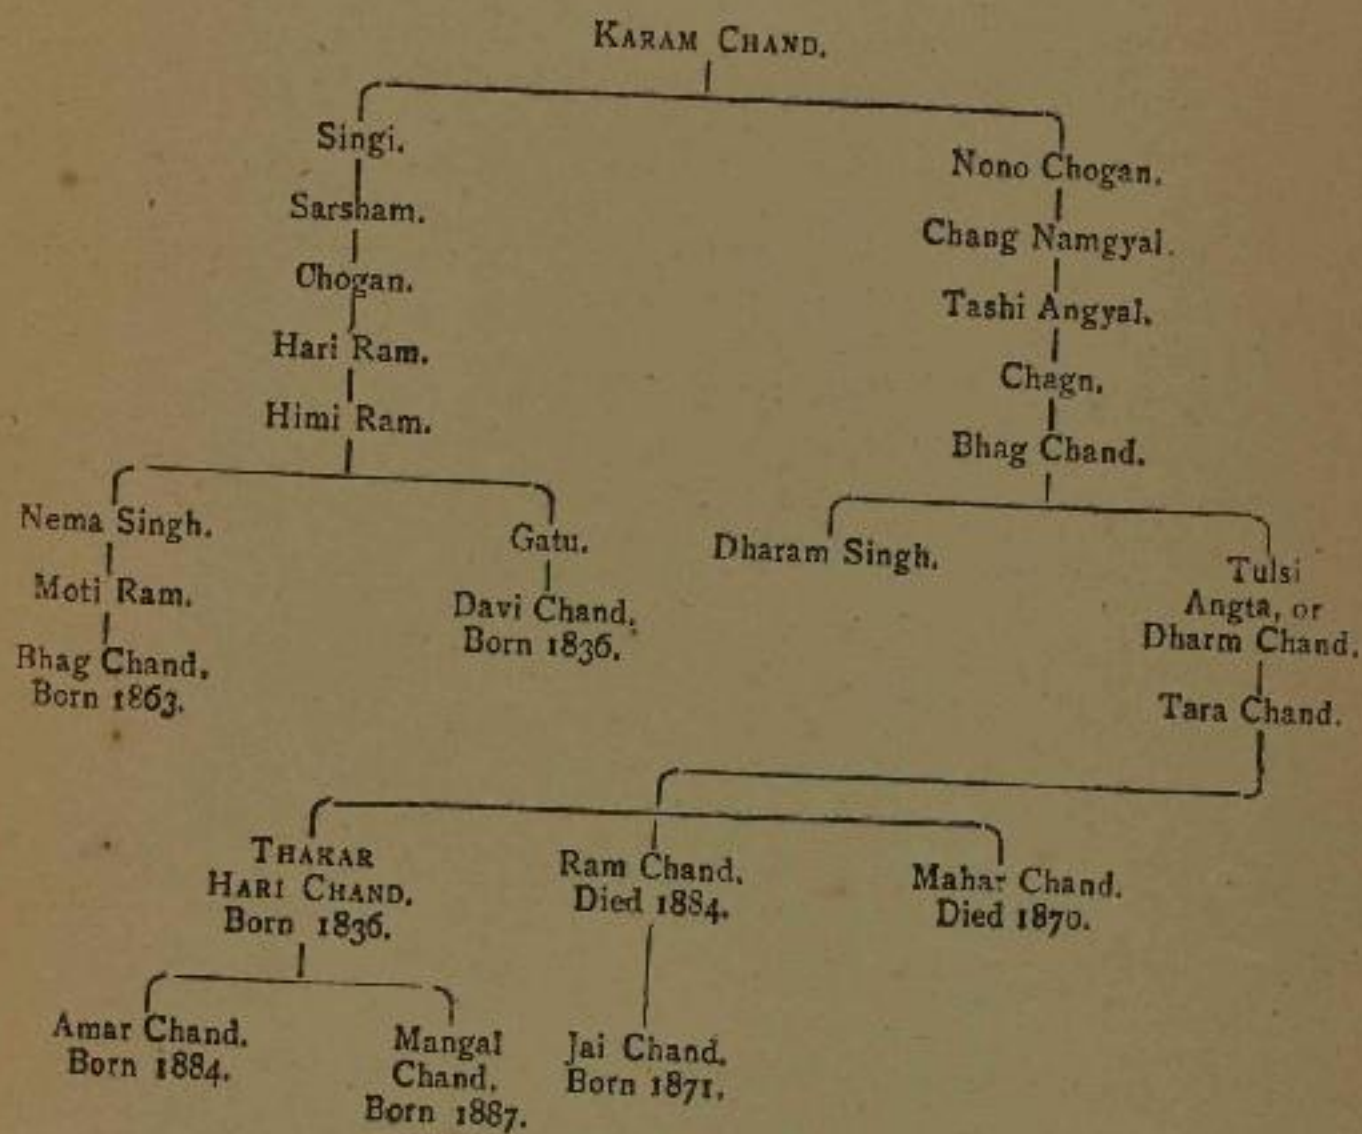 KARAM CHAND.
Singi.
Nono Chogan.
Sarsham.
Chang Namgyal.
Chogan.
Tashi Angyal.
Hari Ram.
Chagn.
Himi Ram.
Bhag Chand.
Nema Singh.
Gatu.
Dharam Singh.
Tulsi
Angta, or
Dharm Chand.
Moti Ram.
Davi Chand.
Born 1836.
Bhag Chand.
Born 1863.
Tara Chand.
THAKAR
HARI CHAND.
Born 1836.
Ram Chand.
Died 1884.
Mahar Chand.
Died 1870.
Amar Chand.
Born 1884.
Mangal
Chand.
Born 1887.
Jai Chand.
Born 1871.